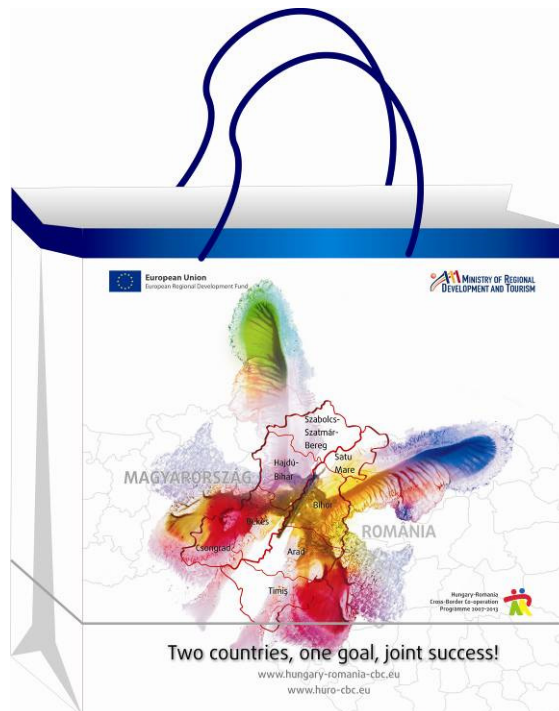 European Union
European Regional Development Fund
MINISTRY OF REGIONAL
DEVELOPMENT AND TOURISM
Szabolcs-
Szatmár-
Bereg
Satu
Mare
Hajdú-
Bihar
MAGYARORSZÁG
Bihor
Békés
ROMÂNIA
Csongrád
Arad
Timiş
Hungary-Romania
Cross-Border Co-operation
Programme 2007-2013
Two countries, one goal, joint success!
www.hungary-romania-cbc.eu
www.huro-cbc.eu